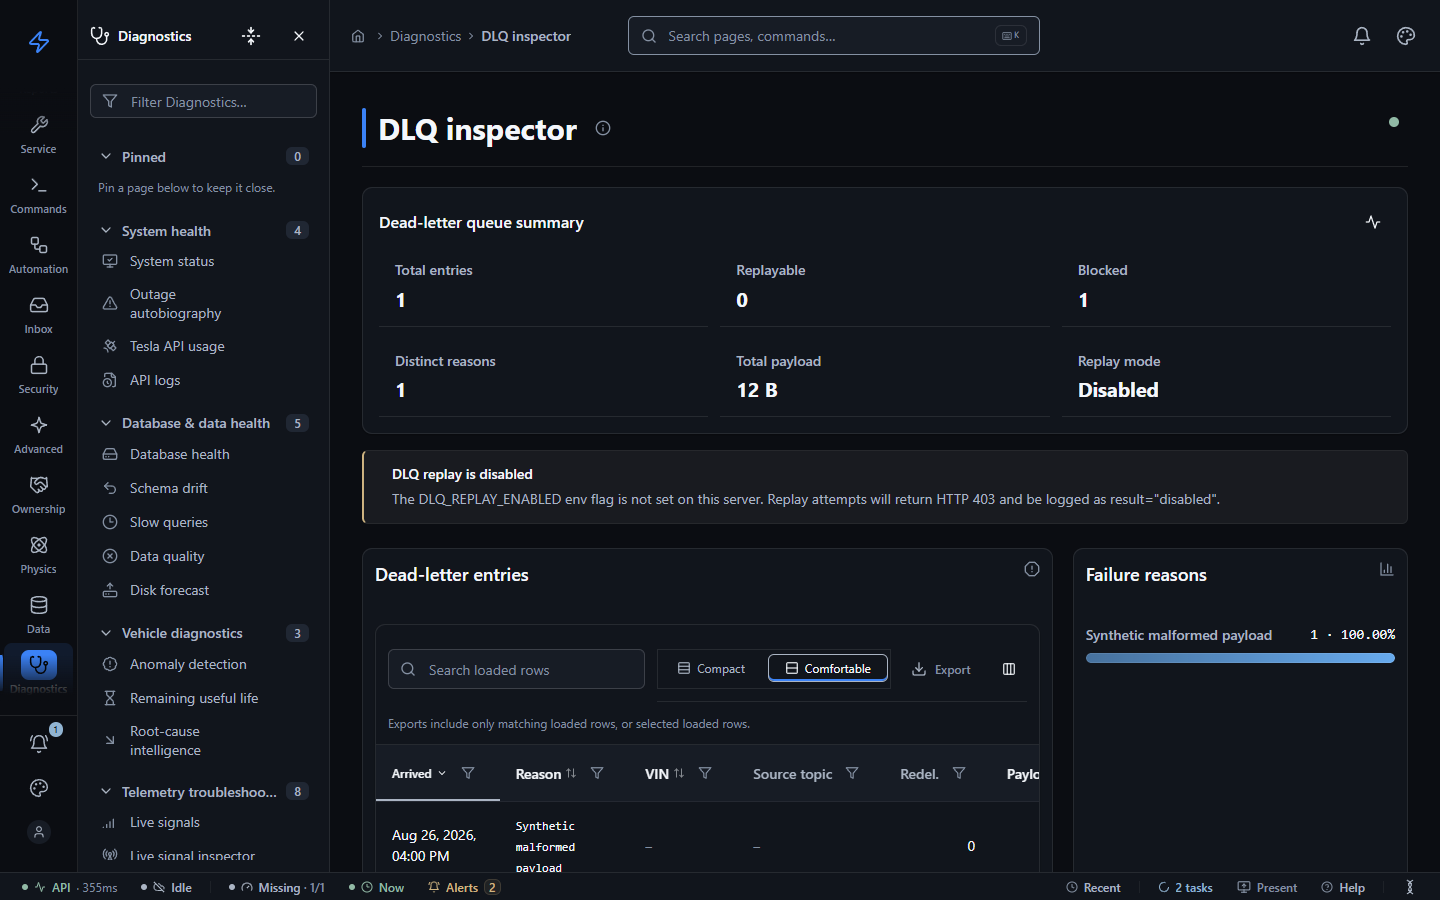 Diagnostics
Diagnostics
DLQ inspector
Search pages, commands...
K
Filter Diagnostics...
Service
Commands
Automation
Inbox
Security
Advanced
Ownership
Physics
Data
Diagnostics
1
Pinned
0
Pin a page below to keep it close.
System health
4
System status
Outage
autobiography
Tesla API usage
API logs
Database & data health
5
Database health
Schema drift
Slow queries
Data quality
Disk forecast
Vehicle diagnostics
3
Anomaly detection
Remaining useful life
Root-cause
intelligence
Telemetry troubleshoo...
8
Live signals
Live signal inspector
DLQ inspector
Dead-letter queue summary
Total entries
1
Replayable
0
Blocked
1
Distinct reasons
1
Total payload
12 B
Replay mode
Disabled
DLQ replay is disabled
The DLQ_REPLAY_ENABLED env flag is not set on this server. Replay attempts will return HTTP 403 and be logged as result="disabled".
Dead-letter entries
Search loaded rows
Compact
Comfortable
Export
Exports include only matching loaded rows, or selected loaded rows.
Arrived
Reason
VIN
Source topic
Redel.
Paylo
Aug 26, 2026,
04:00 PM
Synthetic
malformed
payload
–
–
0
Failure reasons
Synthetic malformed payload
1 · 100.00%
API · 355ms
Idle
Missing · 1/1
Now
Alerts 2
Recent
2 tasks
Present
Help